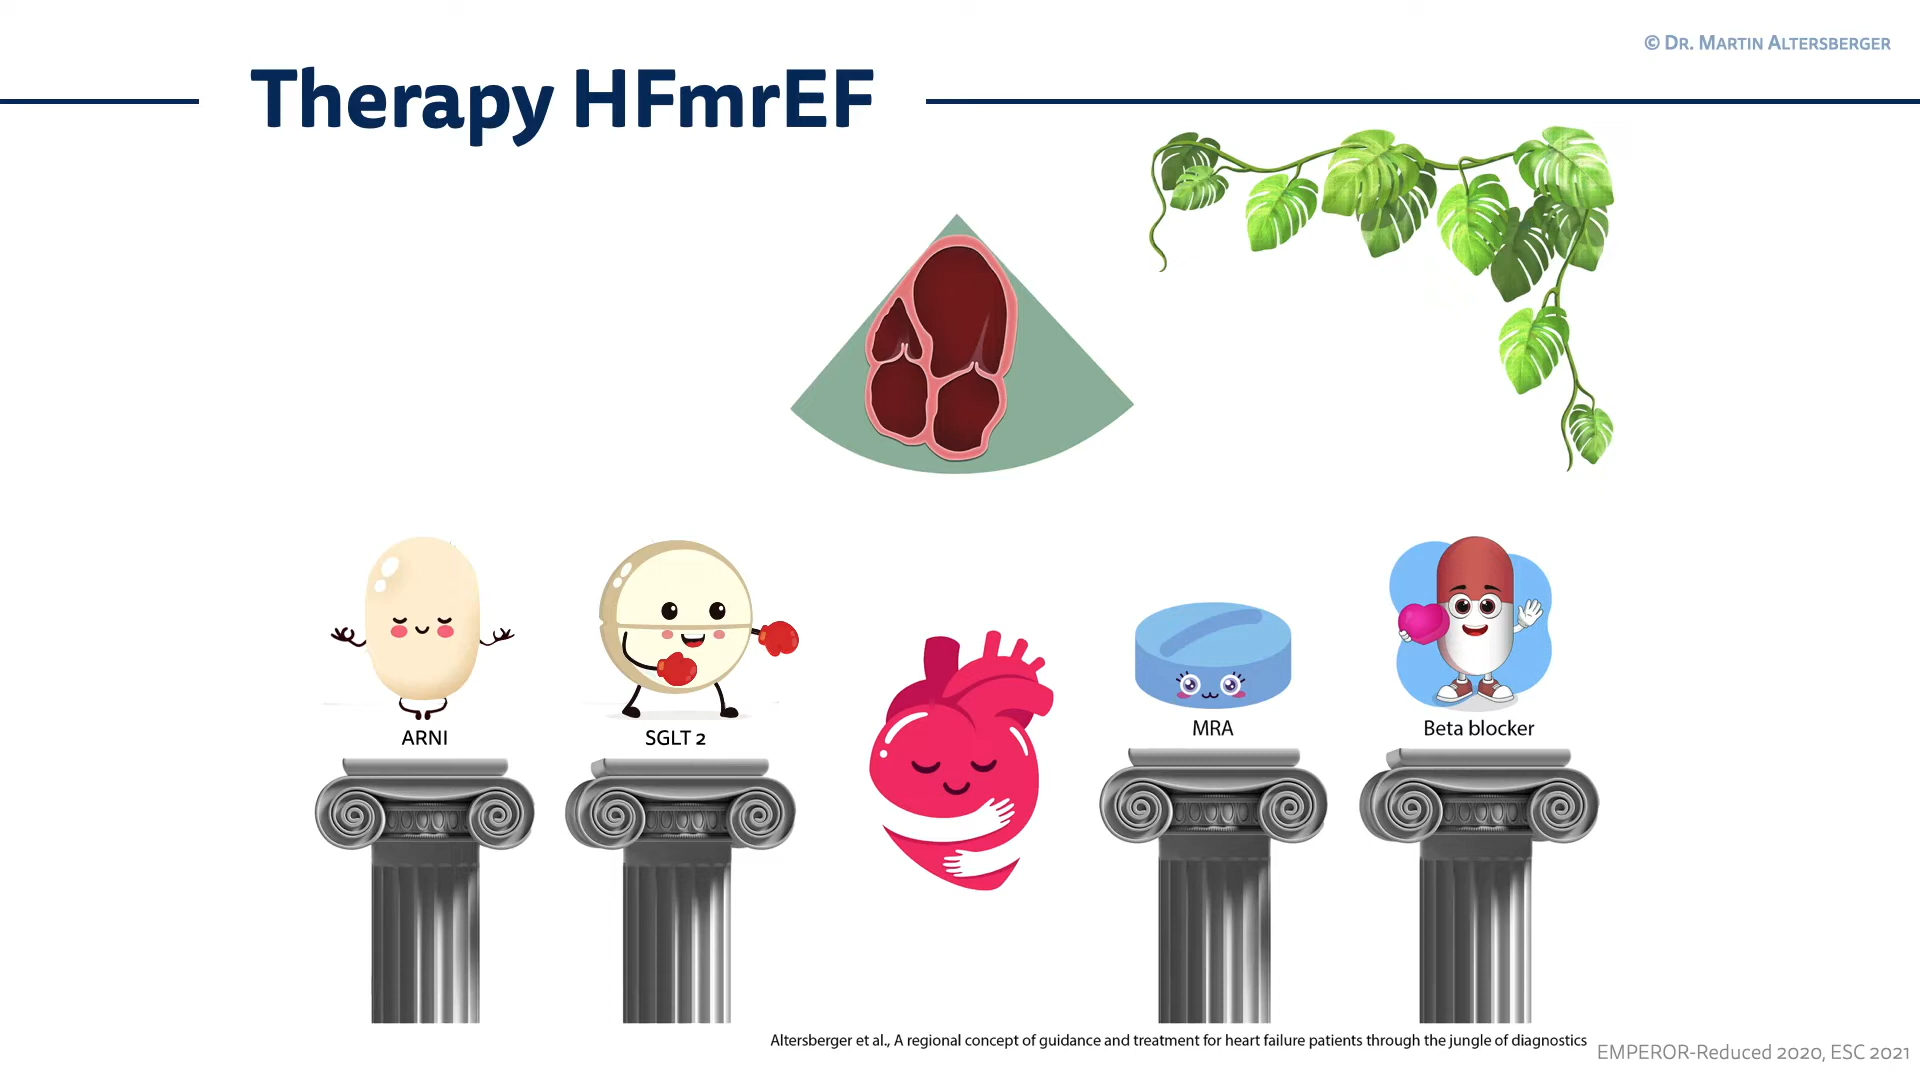 © Dr. Martin Altersberger
Therapy HFmrEF
ARNI
SGLT 2
MRA
Beta blocker
Altersberger et al., A regional concept of guidance and treatment for heart failure patients through the jungle of diagnostics
EMPEROR-Reduced 2020, ESC 2021